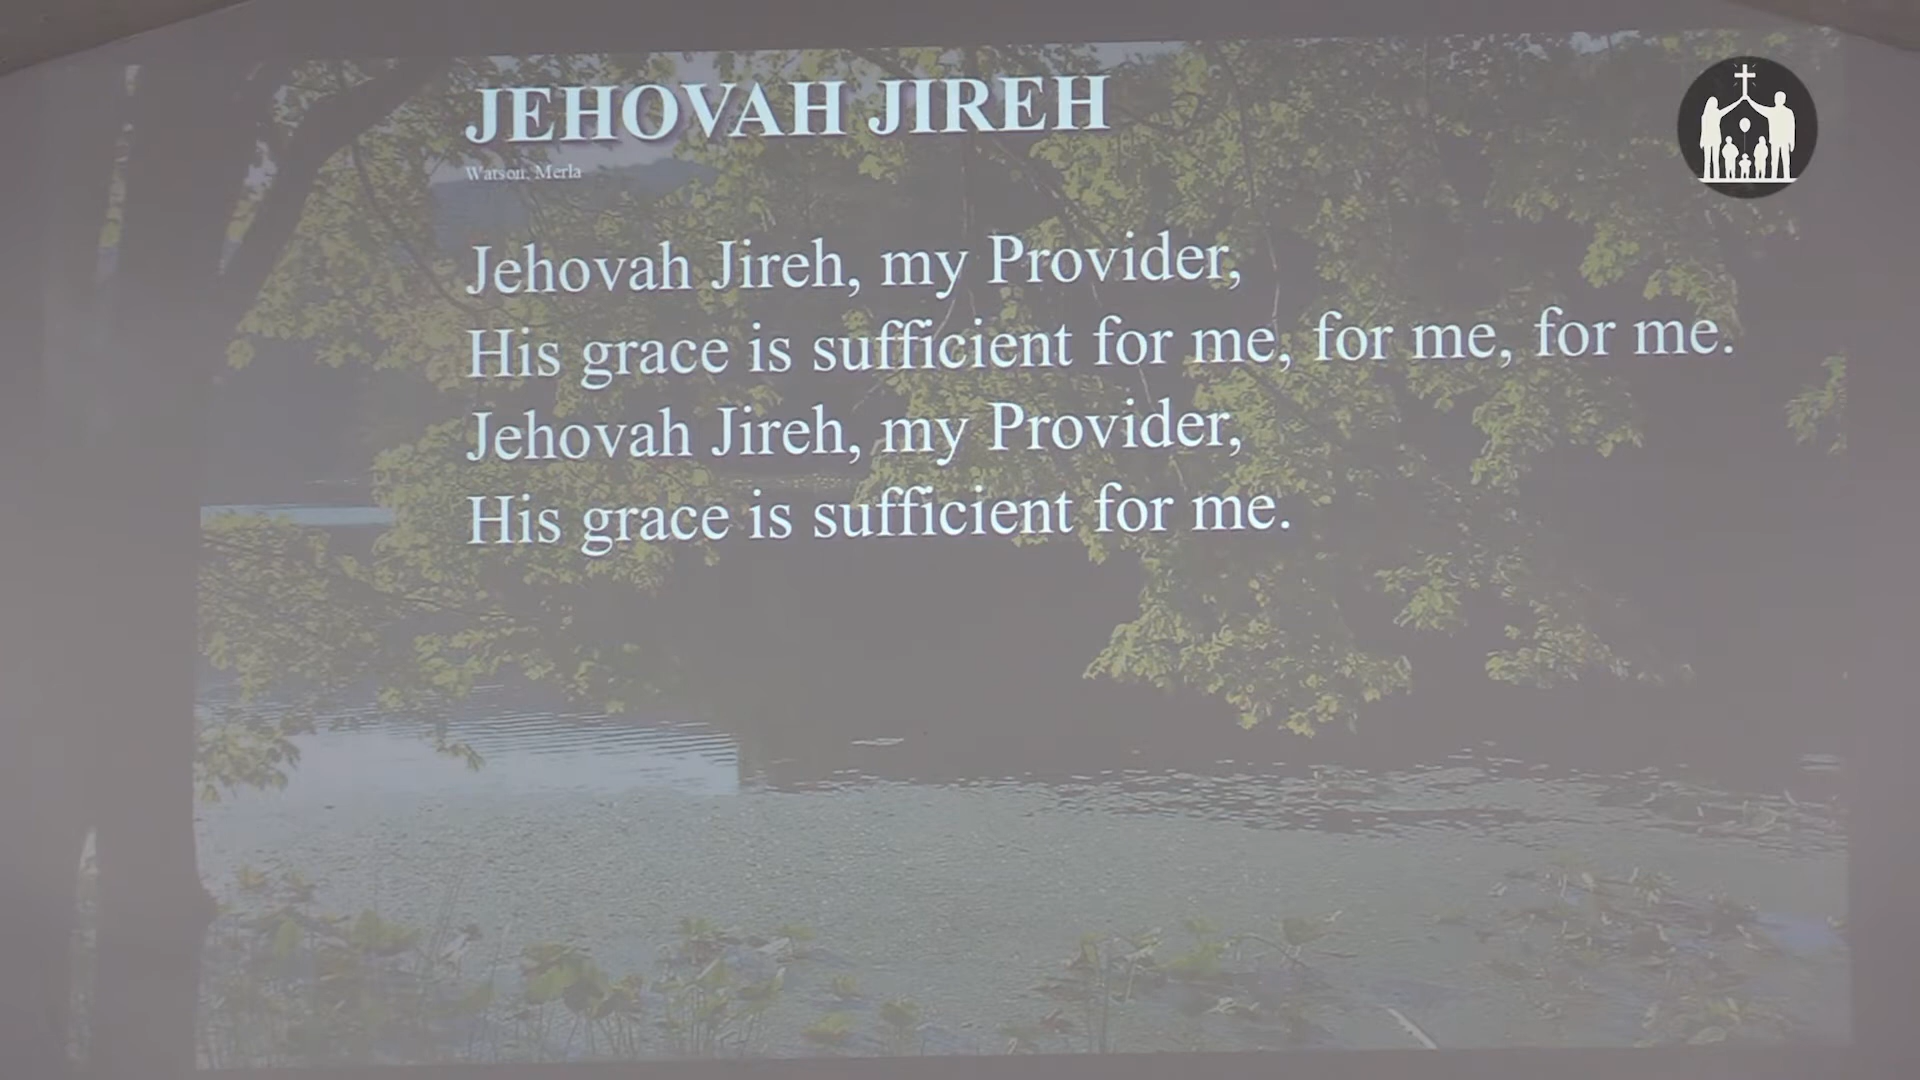 JEHOVAH JIREH
Watson, Merla
Jehovah Jireh, my Provider,
His grace is sufficient for me, for me, for me.
Jehovah Jireh, my Provider,
His grace is sufficient for me.